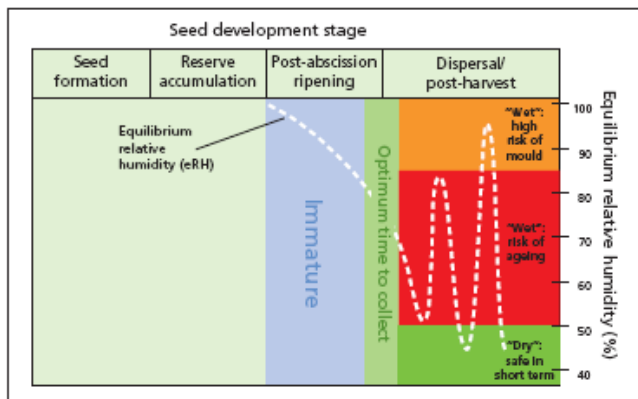 Seed development stage
Seed
formation
Reserve
accumulation
Post-abscission
ripening
Dispersal/
post-harvest
Equilibrium
relative
humidity (eRH)
Immature
Optimum time to collect
"Wet":
high
risk of
mould
"Wet":
risk of
ageing
"Dry":
safe in
short term
100
90
80
70
60
50
40
Equilibrium relative humidity (%)